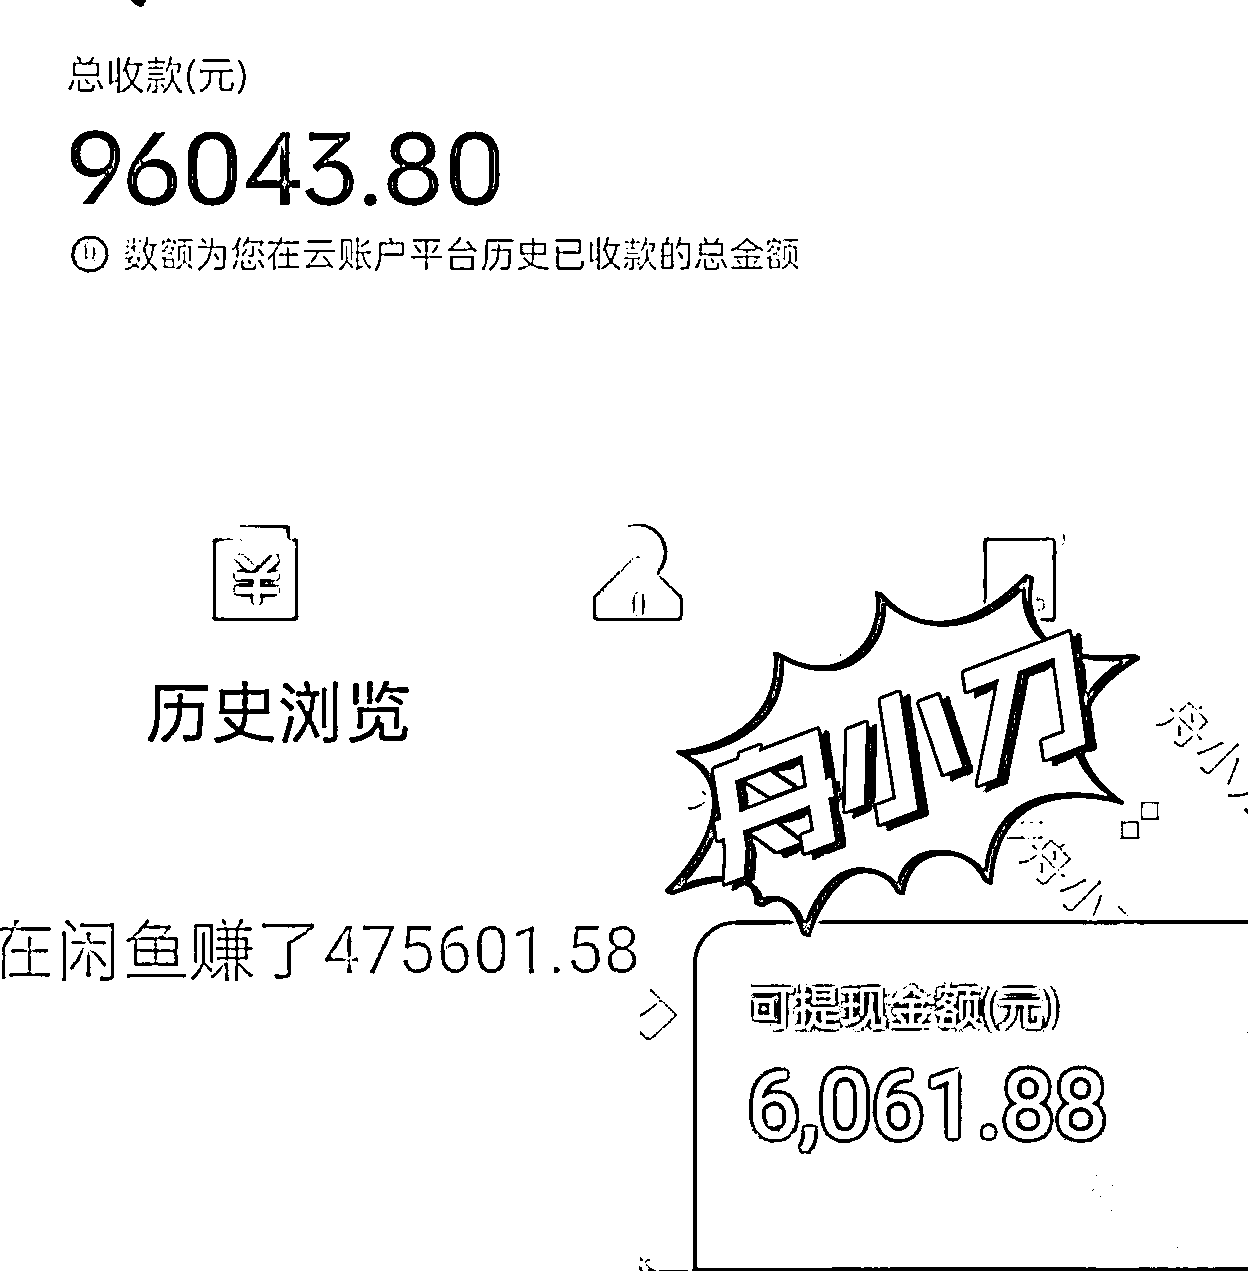 总收款(元)
96043.80
数额为您在云账户平台历史已收款的总金额
¥
历史浏览
舟小刀
在闲鱼赚了475601.58
可提现金额(元)
6,061.88